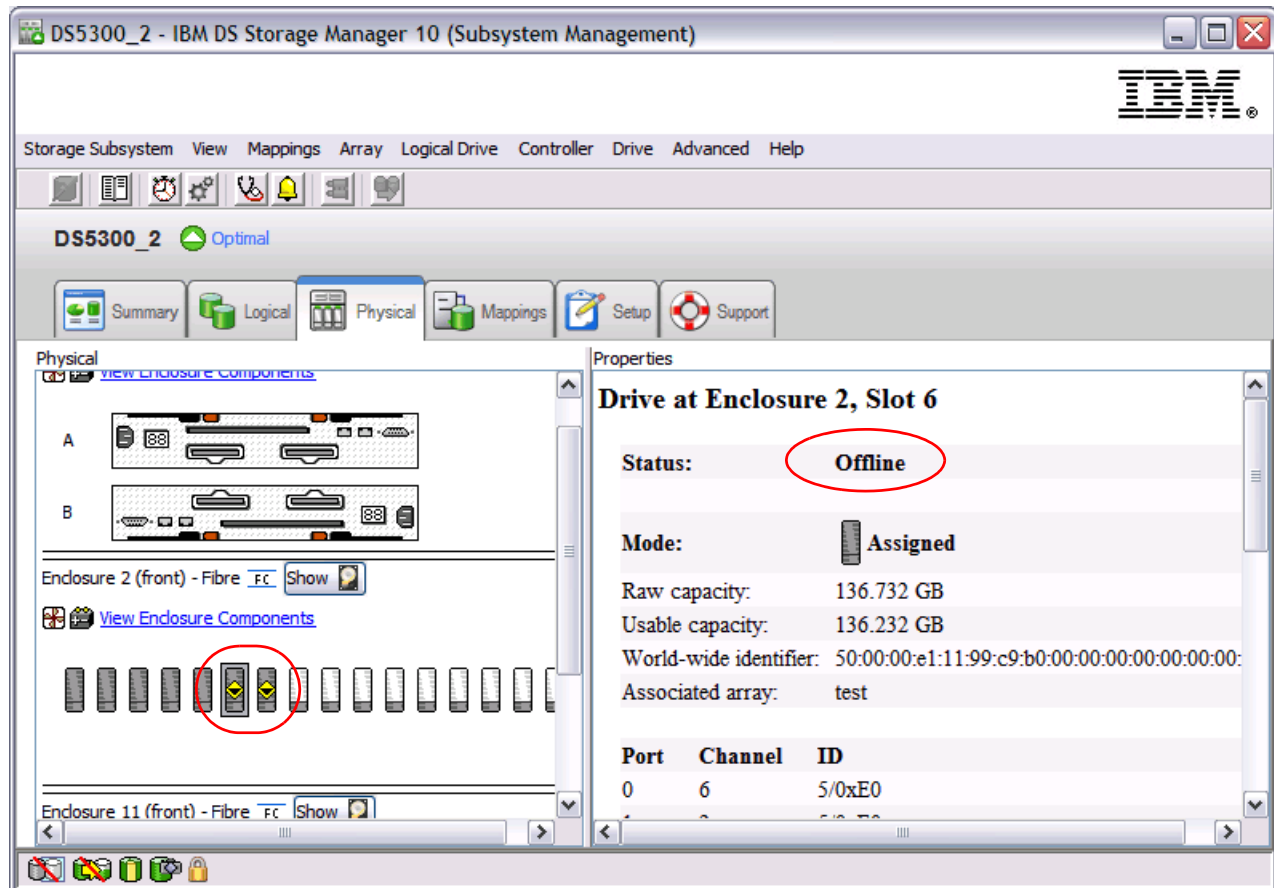 DS5300_2 - IBM DS Storage Manager 10 (Subsystem Management)
IBM®
Storage Subsystem View Mappings Array Logical Drive Controller Drive Advanced Help
DS5300_2 Optimal
Summary Logical Physical Mappings Setup Support
Physical
View Enclosure Components
A
88
B
88
Enclosure 2 (front) - Fibre FC Show
View Enclosure Components
Enclosure 11 (front) - Fibre FC Show
Properties
Drive at Enclosure 2, Slot 6
Status: Offline
Mode: Assigned
Raw capacity: 136.732 GB
Usable capacity: 136.232 GB
World-wide identifier: 50:00:00:e1:11:99:c9:b0:00:00:00:00:00:00:00:
Associated array: test
Port Channel ID
0 6 5/0xE0